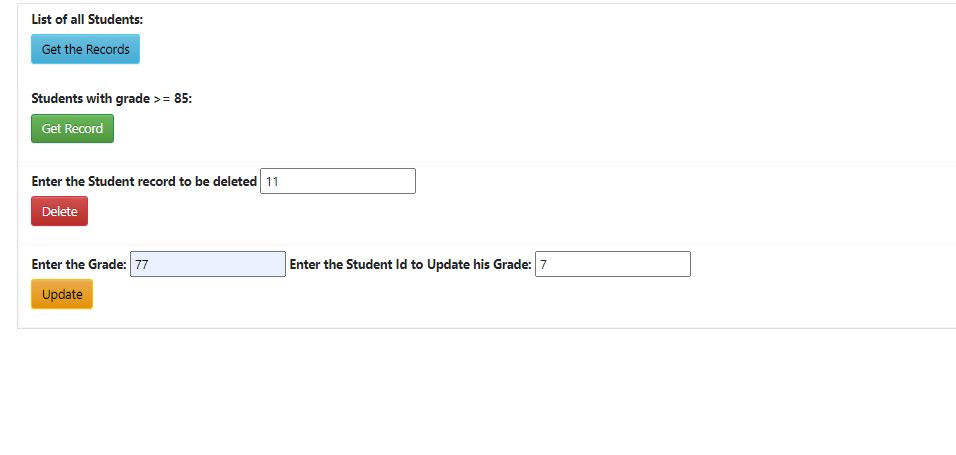 List of all Students:
Get the Records
Students with grade >= 85:
Get Record
Enter the Student record to be deleted 11
Delete
Enter the Grade: 77 Enter the Student Id to Update his Grade: 7
Update